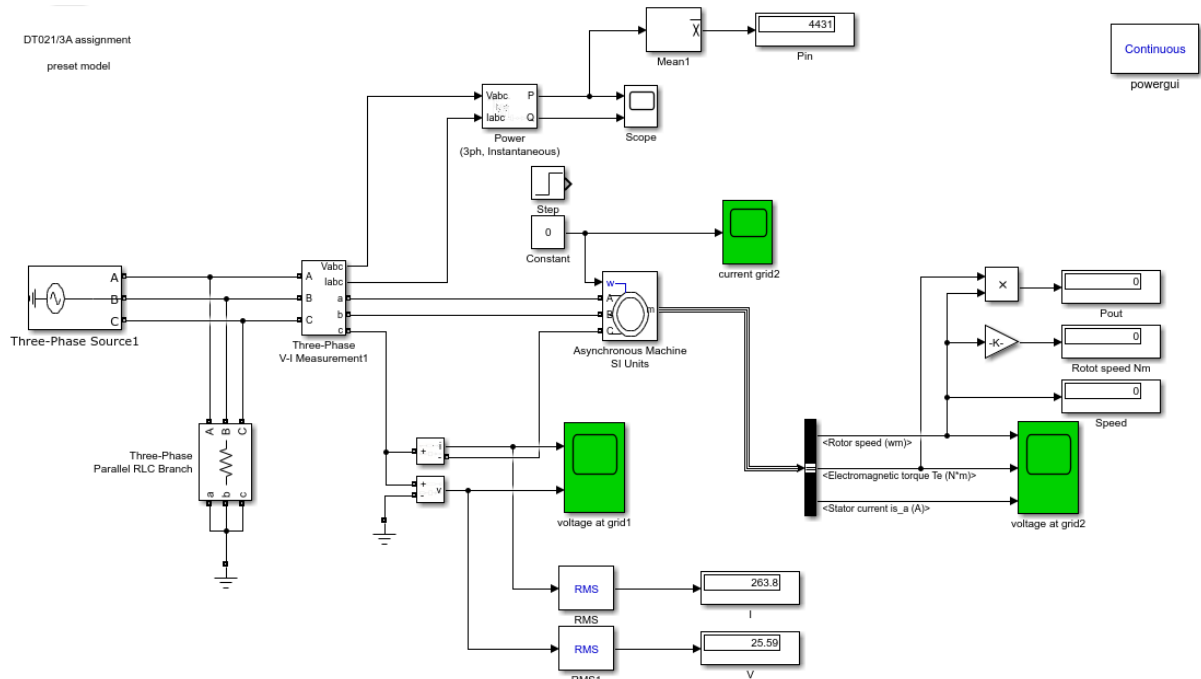 DT021/3A assignment
preset model
4431
Mean1
Pin
Continuous
powergui
Vabc
P
Iabc
Q
Power
(3ph, Instantaneous)
Scope
Step
0
Constant
current grid2
A
B
C
Three-Phase Source1
Vabc
Iabc
A
a
B
b
C
c
Three-Phase
V-I Measurement1
w
A
B
C
m
Asynchronous Machine
SI Units
×
0
Pout
-K-
0
Rotot speed Nm
0
Speed
A B C
a b c
Three-Phase
Parallel RLC Branch
+ i
-
+ v
-
voltage at grid1
<Rotor speed (wm)>
<Electromagnetic torque Te (N*m)>
<Stator current is_a (A)>
voltage at grid2
RMS
RMS
263.8
I
RMS
RMS1
25.59
V